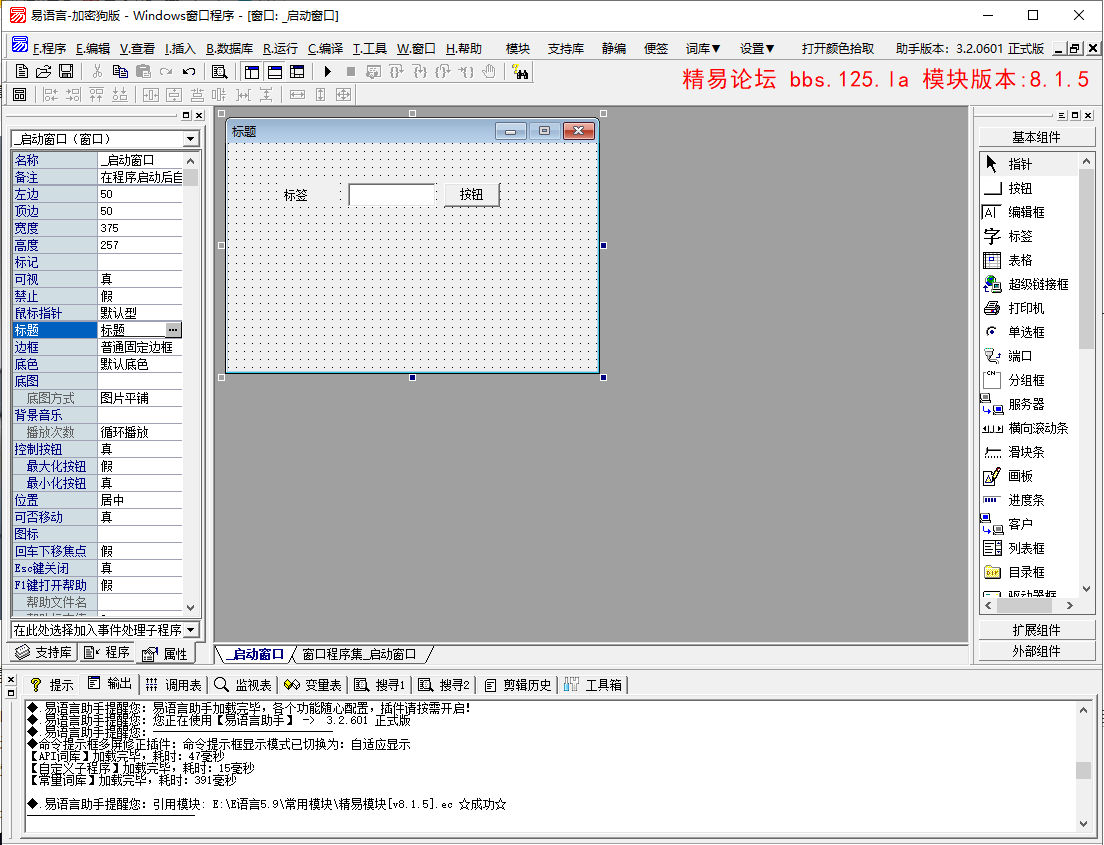 易语言-加密狗版 - Windows窗口程序 - [窗口: _启动窗口]
F.程序 E.编辑 V.查看 I.插入 B.数据库 R.运行 C.编译 T.工具 W.窗口 H.帮助 模块 支持库 静编 便签 词库▼ 设置▼ 打开颜色拾取 助手版本: 3.2.0601 正式版
精易论坛 bbs.125.la 模块版本:8.1.5
_启动窗口（窗口）
名称 _启动窗口
备注 在程序启动后自
左边 50
顶边 50
宽度 375
高度 257
标记
可视 真
禁止 假
鼠标指针 默认型
标题 标题 ...
边框 普通固定边框
底色 默认底色
底图
底图方式 图片平铺
背景音乐
播放次数 循环播放
控制按钮 真
最大化按钮 假
最小化按钮 真
位置 居中
可否移动 真
图标
回车下移焦点 假
Esc键关闭 真
F1键打开帮助 假
帮助文件名
在此处选择加入事件处理子程序
支持库 程序 属性
标题
标签 按钮
_启动窗口 窗口程序集_启动窗口
基本组件
指针
按钮
编辑框
标签
表格
超级链接框
打印机
单选框
端口
分组框
服务器
横向滚动条
滑块条
画板
进度条
客户
列表框
目录框
驱动器框
扩展组件
外部组件
提示 输出 调用表 监视表 变量表 搜寻1 搜寻2 剪辑历史 工具箱
◆.易语言助手提醒您: 易语言助手加载完毕，各个功能随心配置，插件请按需开启!
◆.易语言助手提醒您: 您正在使用【易语言助手】 -> 3.2.601 正式版
◆.易语言助手提醒您:
◆命令提示框多屏修正插件: 命令提示框显示模式已切换为: 自适应显示
【API词库】加载完毕，耗时: 47毫秒
【自定义子程序】加载完毕，耗时: 15毫秒
【常量词库】加载完毕，耗时: 391毫秒
◆.易语言助手提醒您: 引用模块: E:\E语言5.9\常用模块\精易模块[v8.1.5].ec ☆成功☆